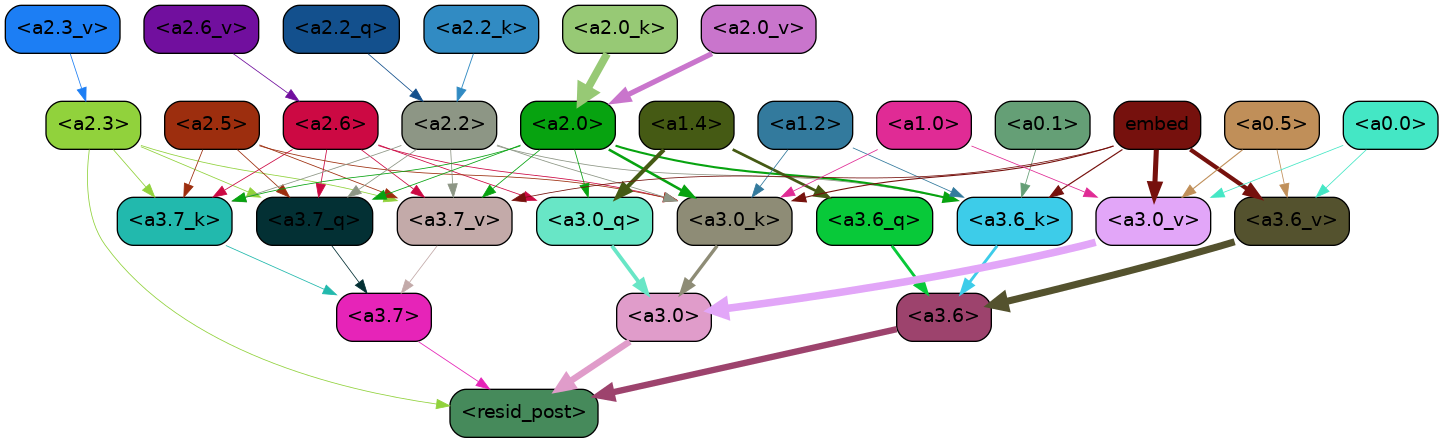 <a2.3_v> <a2.6_v> <a2.2_q> <a2.2_k> <a2.0_k> <a2.0_v>
<a2.3> <a2.5> <a2.6> <a2.2> <a2.0> <a1.4> <a1.2> <a1.0> <a0.1> embed <a0.5> <a0.0>
<a3.7_k> <a3.7_q> <a3.7_v> <a3.0_q> <a3.0_k> <a3.6_q> <a3.6_k> <a3.0_v> <a3.6_v>
<a3.7> <a3.0> <a3.6>
<resid_post>